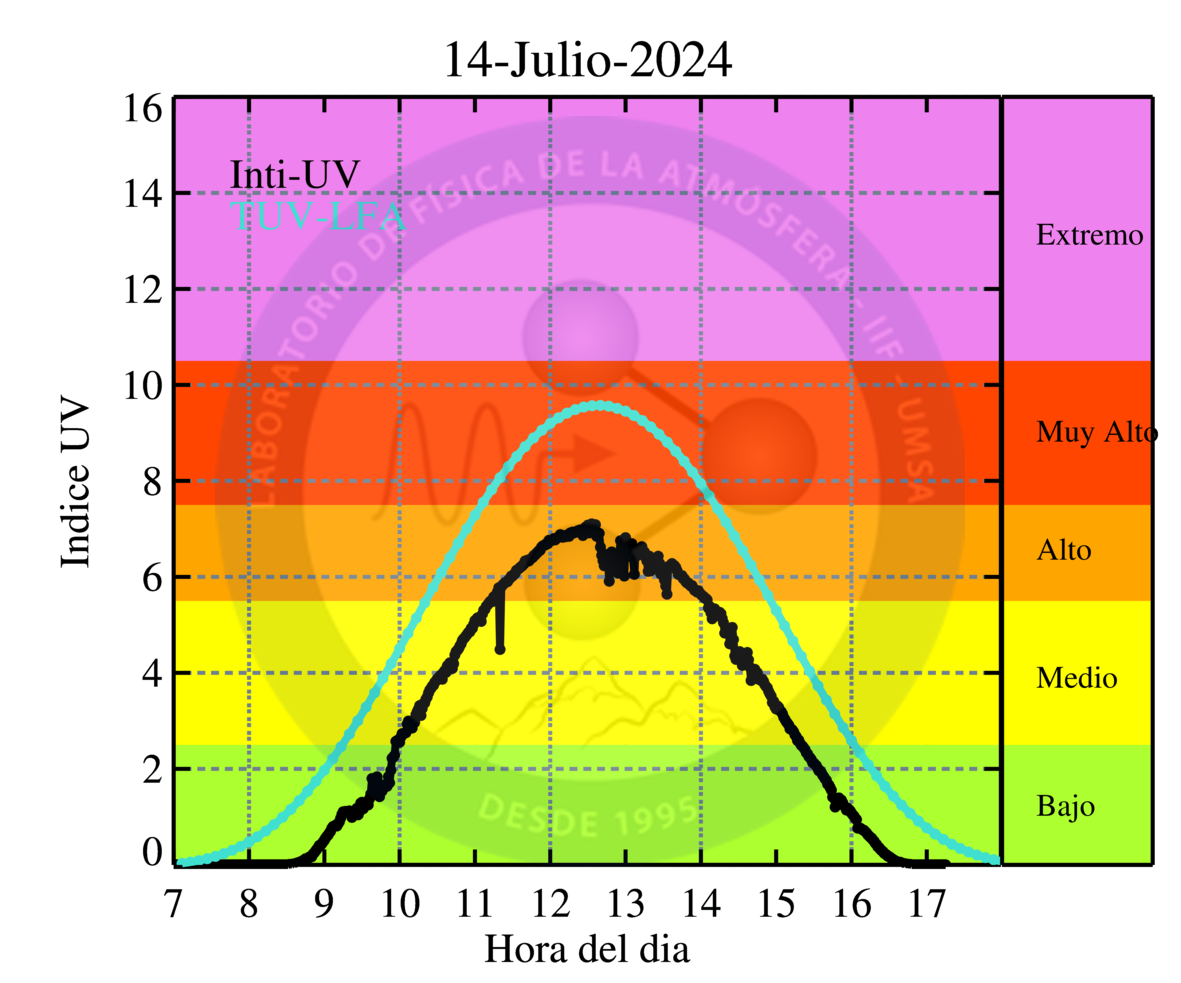 14-Julio-2024
Inti-UV
TUV-LFA
16
14
12
10
8
6
4
2
0
Indice UV
7 8 9 10 11 12 13 14 15 16 17
Hora del dia
Extremo
Muy Alto
Alto
Medio
Bajo
LABORATORIO DE FÍSICA DE LA ATMÓSFERA - IIF - UMSA
DESDE 1995